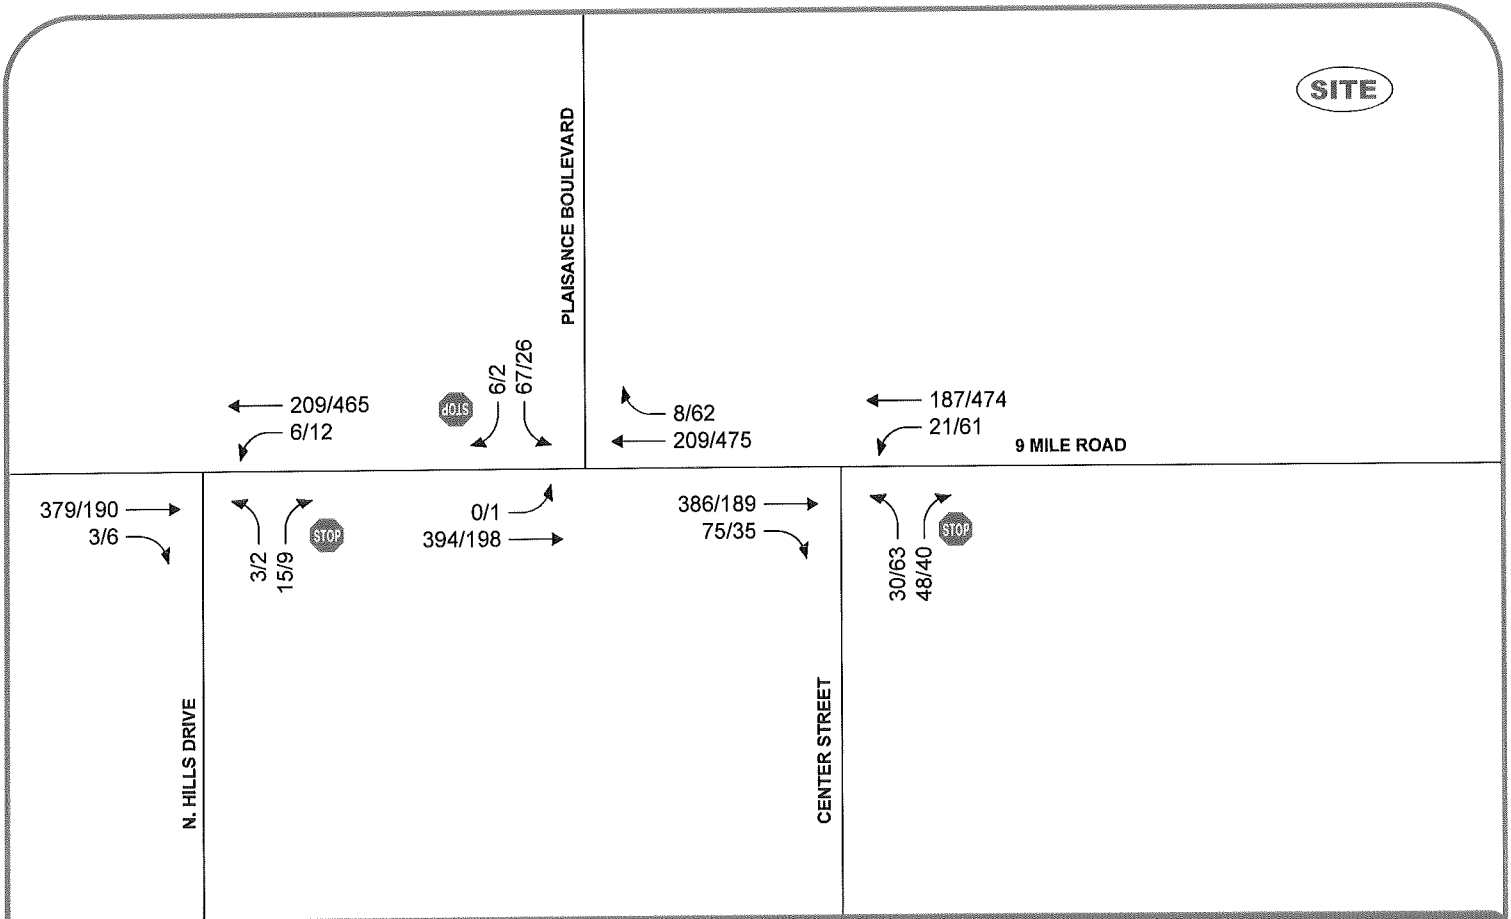 SITE
PLAISANCE BOULEVARD
6/2
67/26
STOP
209/465
6/12
8/62
209/475
187/474
21/61
9 MILE ROAD
379/190
3/6
3/2
15/9
STOP
0/1
394/198
386/189
75/35
30/63
48/40
STOP
N. HILLS DRIVE
CENTER STREET